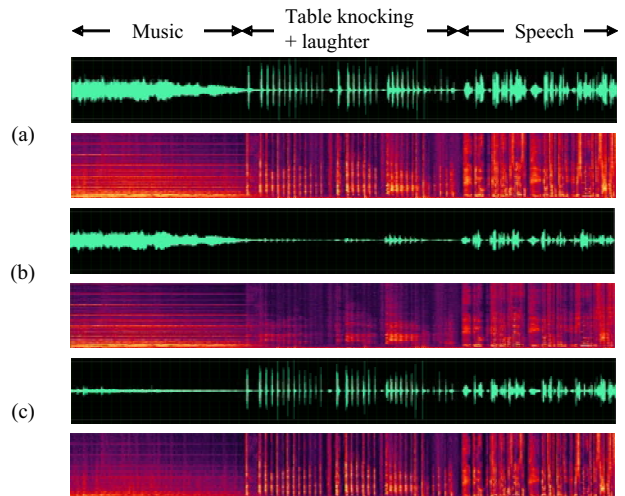 Music
Table knocking
+ laughter
Speech
(a)
(b)
(c)